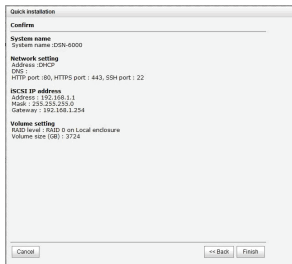 Quick installation
Confirm
System name
System name :DSN-6000
Network setting
Address :DHCP
DNS :
HTTP port :80, HTTPS port : 443, SSH port : 22
iSCSI IP address
Address : 192.168.1.1
Mask : 255.255.255.0
Gateway : 192.168.1.254
Volume setting
RAID level : RAID 0 on Local enclosure
Volume size (GB) : 3724
Cancel
<< Back
Finish